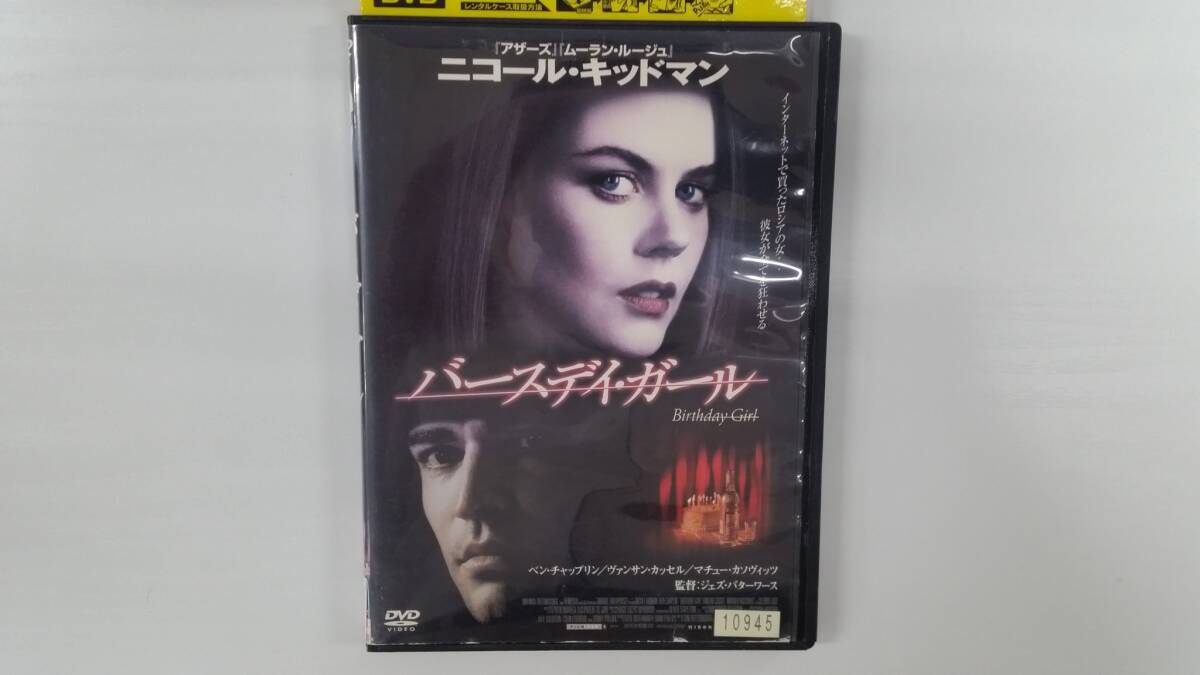 DVD
レンタルケース取扱方法
『アザーズ』『ムーラン・ルージュ』
ニコール・キッドマン
インターネットで買ったロシアの女…
彼女が全てを狂わせる
バースデイ・ガール
Birthday Girl
ベン・チャップリン/ヴァンサン・カッセル/マチュー・カソヴィッツ
監督:ジェズ・バターワース
DVD
VIDEO
10945